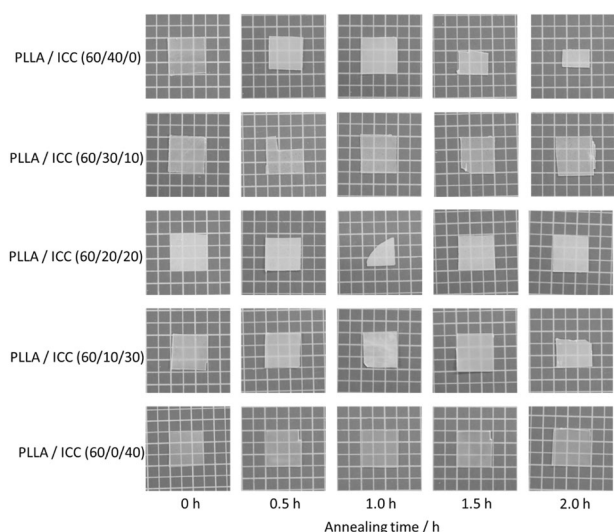 PLLA / ICC (60/40/0)
PLLA / ICC (60/30/10)
PLLA / ICC (60/20/20)
PLLA / ICC (60/10/30)
PLLA / ICC (60/0/40)
0 h 0.5 h 1.0 h 1.5 h 2.0 h
Annealing time / h